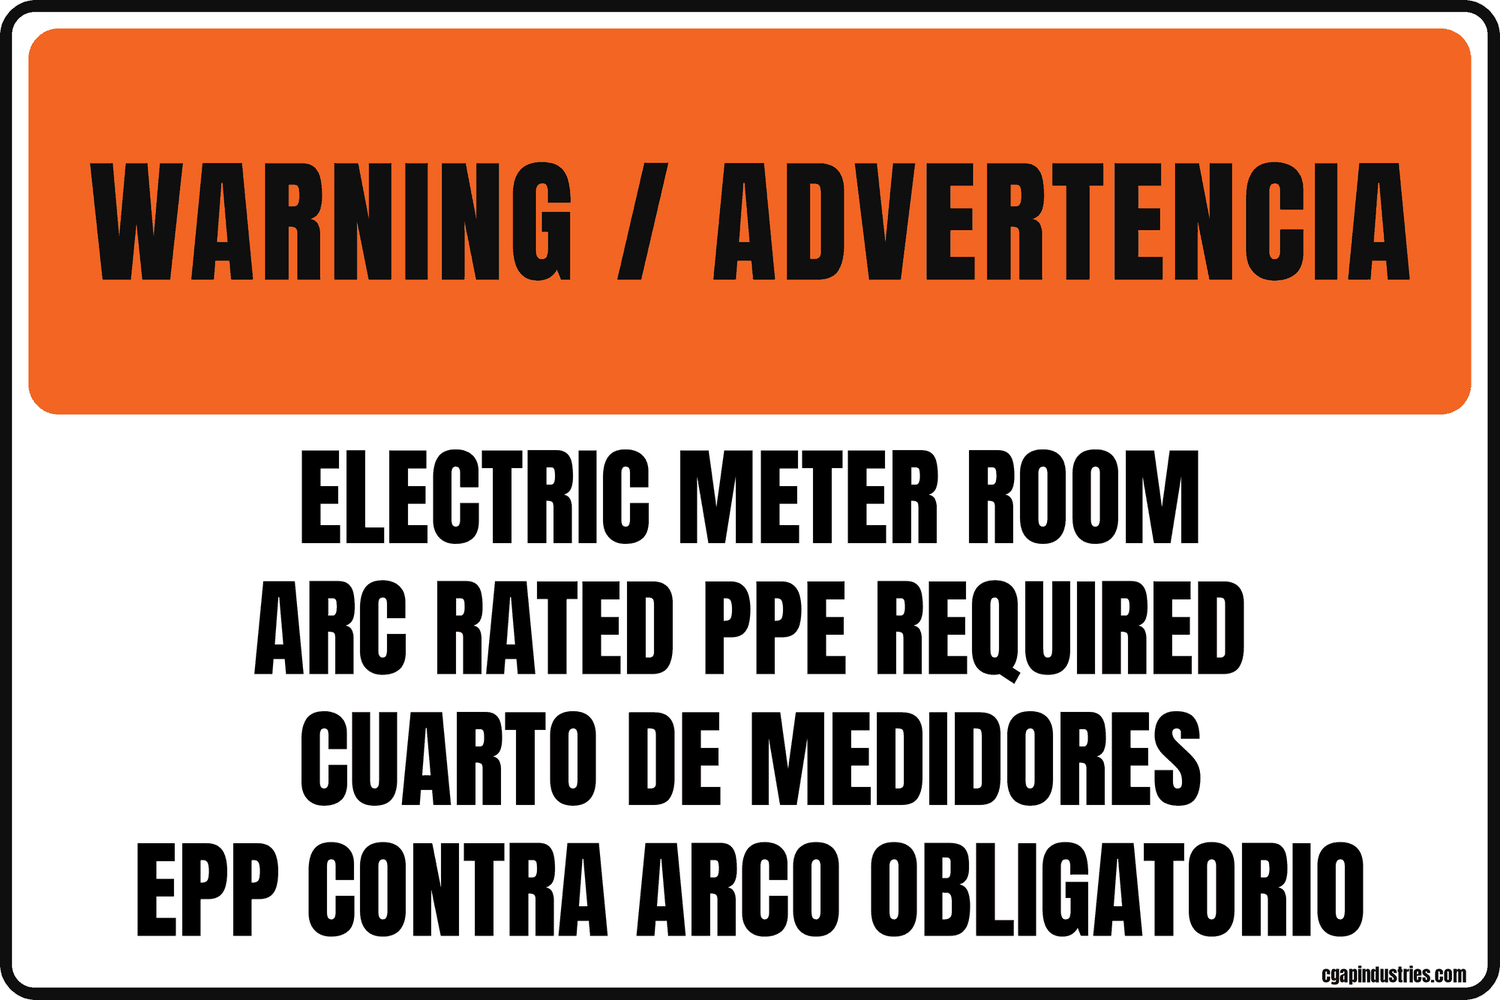 WARNING / ADVERTENCIA
ELECTRIC METER ROOM
ARC RATED PPE REQUIRED
CUARTO DE MEDIDORES
EPP CONTRA ARCO OBLIGATORIO
cgapindustries.com